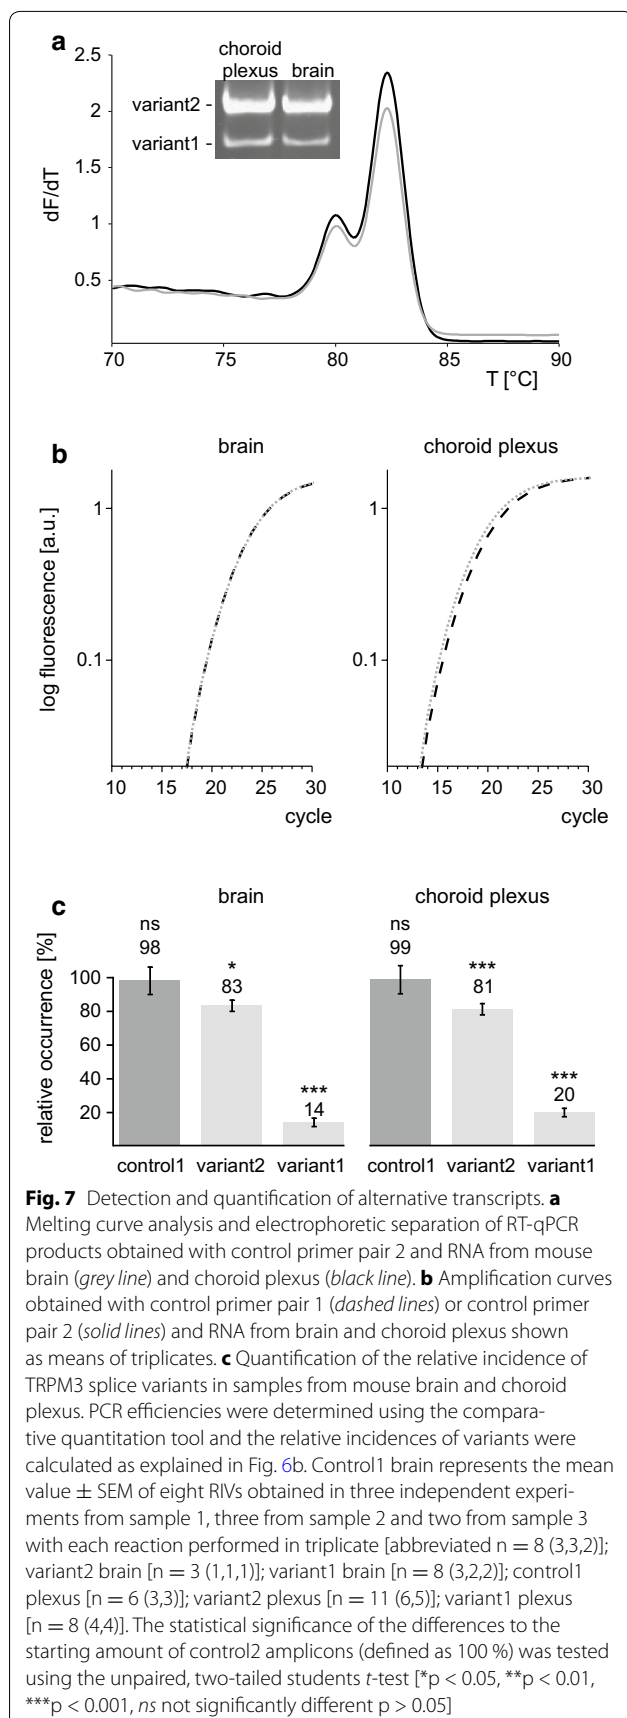 a
choroid
plexus brain
variant2 -
variant1 -
2.5
2
1.5
1
0.5
dF/dT
70 75 80 85 90
T [°C]
b
brain choroid plexus
log fluorescence [a.u.]
1
0.1
10 15 20 25 30
cycle
1
0.1
10 15 20 25 30
cycle
c
brain choroid plexus
relative occurrence [%]
100
80
60
40
20
ns
98
*
83
***
14
ns
99
***
81
***
20
control1 variant2 variant1 control1 variant2 variant1
Fig. 7 Detection and quantification of alternative transcripts. a
Melting curve analysis and electrophoretic separation of RT-qPCR
products obtained with control primer pair 2 and RNA from mouse
brain (grey line) and choroid plexus (black line). b Amplification curves
obtained with control primer pair 1 (dashed lines) or control primer
pair 2 (solid lines) and RNA from brain and choroid plexus shown
as means of triplicates. c Quantification of the relative incidence of
TRPM3 splice variants in samples from mouse brain and choroid
plexus. PCR efficiencies were determined using the compara-
tive quantitation tool and the relative incidences of variants were
calculated as explained in Fig. 6b. Control1 brain represents the mean
value ± SEM of eight RIVs obtained in three independent experi-
ments from sample 1, three from sample 2 and two from sample 3
with each reaction performed in triplicate [abbreviated n = 8 (3,3,2)];
variant2 brain [n = 3 (1,1,1)]; variant1 brain [n = 8 (3,2,2)]; control1
plexus [n = 6 (3,3)]; variant2 plexus [n = 11 (6,5)]; variant1 plexus
[n = 8 (4,4)]. The statistical significance of the differences to the
starting amount of control2 amplicons (defined as 100 %) was tested
using the unpaired, two-tailed students t-test [*p < 0.05, **p < 0.01,
***p < 0.001, ns not significantly different p > 0.05]